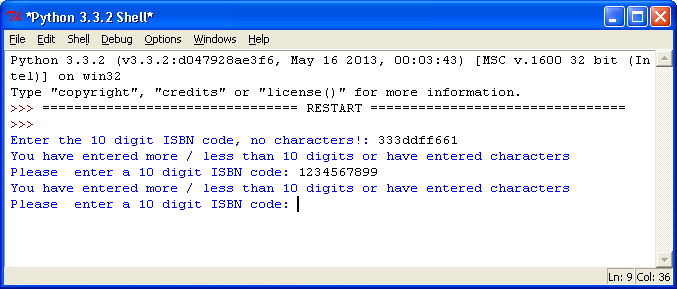 *Python 3.3.2 Shell*
File Edit Shell Debug Options Windows Help
Python 3.3.2 (v3.3.2:d047928ae3f6, May 16 2013, 00:03:43) [MSC v.1600 32 bit (In
tel)] on win32
Type "copyright", "credits" or "license()" for more information.
>>> ================================ RESTART ================================
>>>
Enter the 10 digit ISBN code, no characters!: 333ddff661
You have entered more / less than 10 digits or have entered characters
Please  enter a 10 digit ISBN code: 1234567899
You have entered more / less than 10 digits or have entered characters
Please  enter a 10 digit ISBN code:
Ln: 9 Col: 36